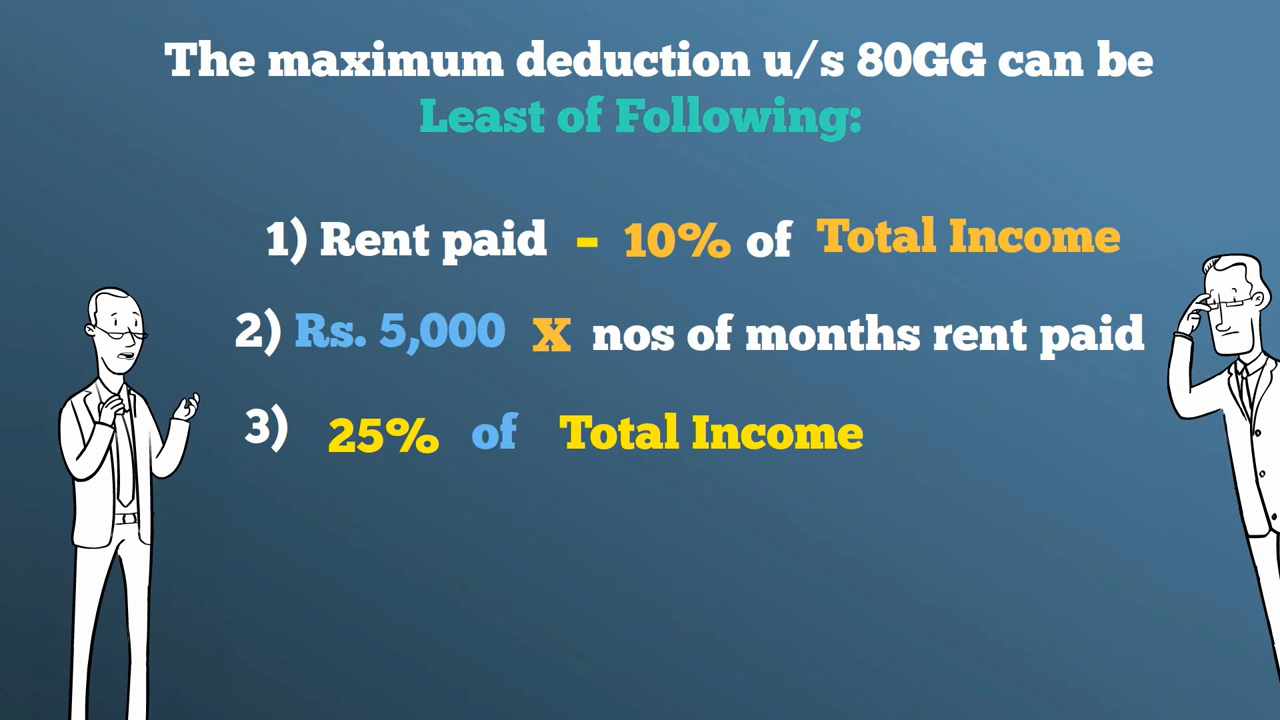 The maximum deduction u/s 80GG can be
Least of Following:
1) Rent paid - 10% of Total Income
2) Rs. 5,000 X nos of months rent paid
3) 25% of Total Income